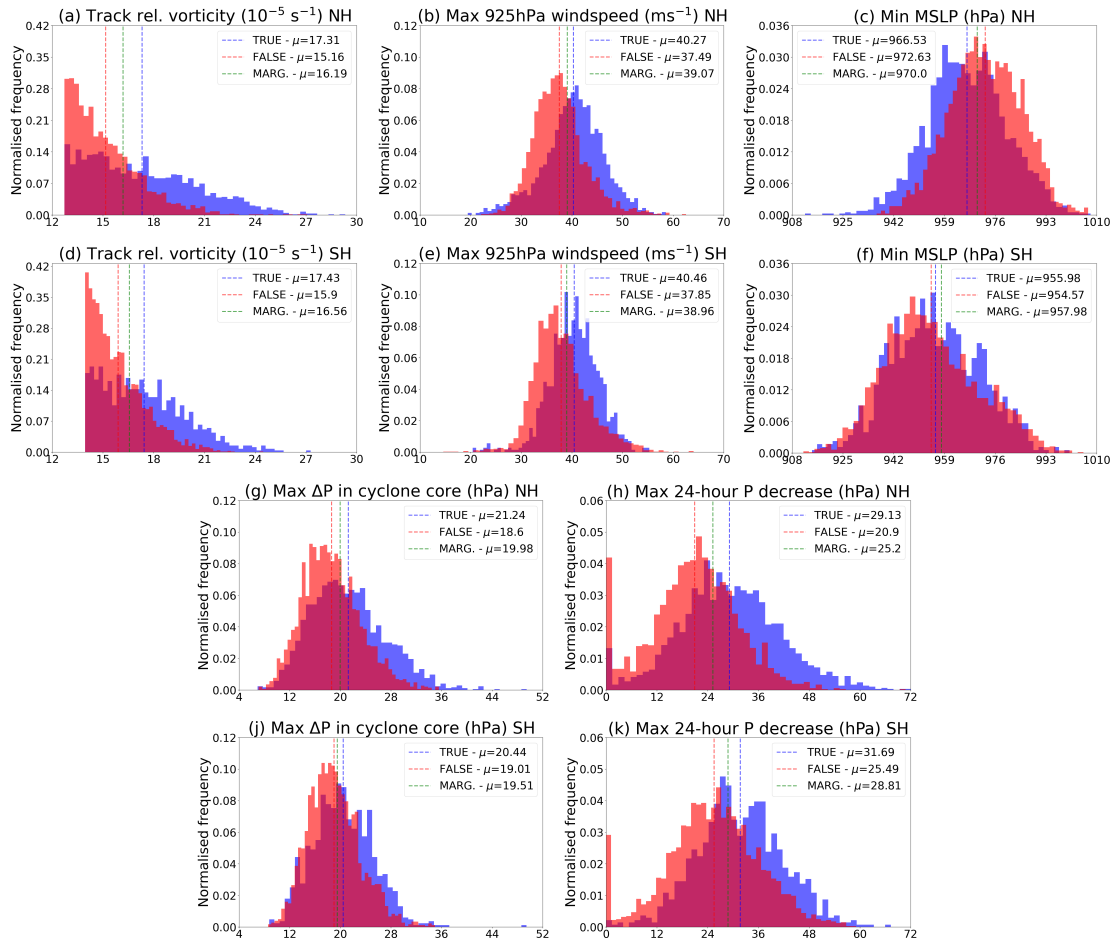 (a) Track rel. vorticity (10⁻⁵ s⁻¹) NH
Normalised frequency
0.42
0.35
0.28
0.21
0.14
0.07
0.00
TRUE - μ=17.31
FALSE - μ=15.16
MARG. - μ=16.19
12 15 18 21 24 27 30
(b) Max 925hPa windspeed (ms⁻¹) NH
Normalised frequency
0.12
0.10
0.08
0.06
0.04
0.02
0.00
TRUE - μ=40.27
FALSE - μ=37.49
MARG. - μ=39.07
10 20 30 40 50 60 70
(c) Min MSLP (hPa) NH
Normalised frequency
0.036
0.030
0.024
0.018
0.012
0.006
0.000
TRUE - μ=966.53
FALSE - μ=972.63
MARG. - μ=970.0
908 925 942 959 976 993 1010
(d) Track rel. vorticity (10⁻⁵ s⁻¹) SH
Normalised frequency
0.42
0.35
0.28
0.21
0.14
0.07
0.00
TRUE - μ=17.43
FALSE - μ=15.9
MARG. - μ=16.56
12 15 18 21 24 27 30
(e) Max 925hPa windspeed (ms⁻¹) SH
Normalised frequency
0.12
0.10
0.08
0.06
0.04
0.02
0.00
TRUE - μ=40.46
FALSE - μ=37.85
MARG. - μ=38.96
10 20 30 40 50 60 70
(f) Min MSLP (hPa) SH
Normalised frequency
0.036
0.030
0.024
0.018
0.012
0.006
0.000
TRUE - μ=955.98
FALSE - μ=954.57
MARG. - μ=957.98
908 925 942 959 976 993 1010
(g) Max ΔP in cyclone core (hPa) NH
Normalised frequency
0.12
0.10
0.08
0.06
0.04
0.02
0.00
TRUE - μ=21.24
FALSE - μ=18.6
MARG. - μ=19.98
4 12 20 28 36 44 52
(h) Max 24-hour P decrease (hPa) NH
Normalised frequency
0.06
0.05
0.04
0.03
0.02
0.01
0.00
TRUE - μ=29.13
FALSE - μ=20.9
MARG. - μ=25.2
0 12 24 36 48 60 72
(j) Max ΔP in cyclone core (hPa) SH
Normalised frequency
0.12
0.10
0.08
0.06
0.04
0.02
0.00
TRUE - μ=20.44
FALSE - μ=19.01
MARG. - μ=19.51
4 12 20 28 36 44 52
(k) Max 24-hour P decrease (hPa) SH
Normalised frequency
0.06
0.05
0.04
0.03
0.02
0.01
0.00
TRUE - μ=31.69
FALSE - μ=25.49
MARG. - μ=28.81
0 12 24 36 48 60 72